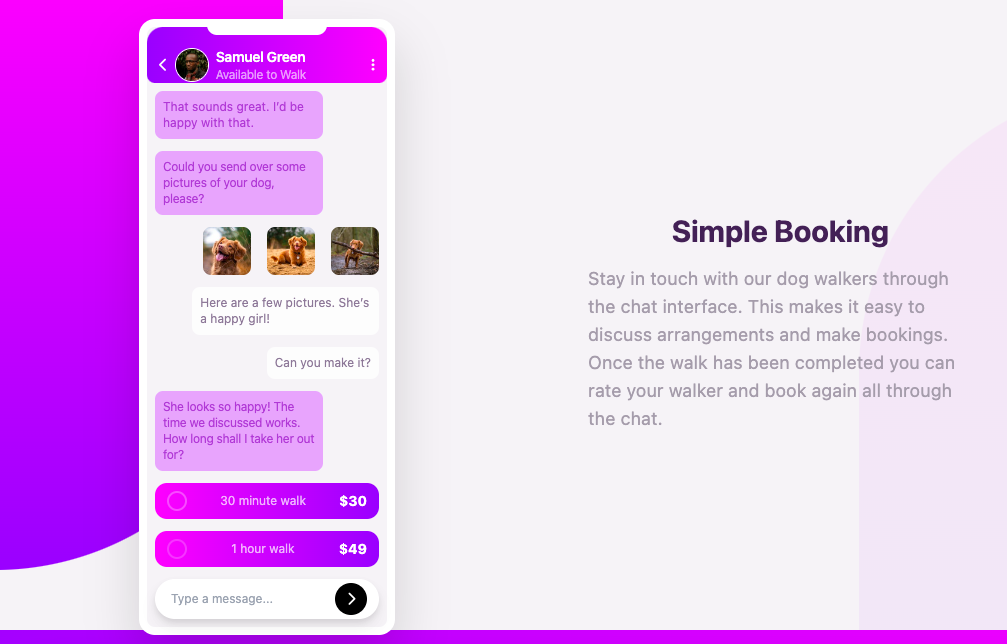 Samuel Green
Available to Walk
That sounds great. I'd be
happy with that.
Could you send over some
pictures of your dog,
please?
Here are a few pictures. She's
a happy girl!
Can you make it?
She looks so happy! The
time we discussed works.
How long shall I take her out
for?
30 minute walk $30
1 hour walk $49
Type a message...
Simple Booking
Stay in touch with our dog walkers through
the chat interface. This makes it easy to
discuss arrangements and make bookings.
Once the walk has been completed you can
rate your walker and book again all through
the chat.